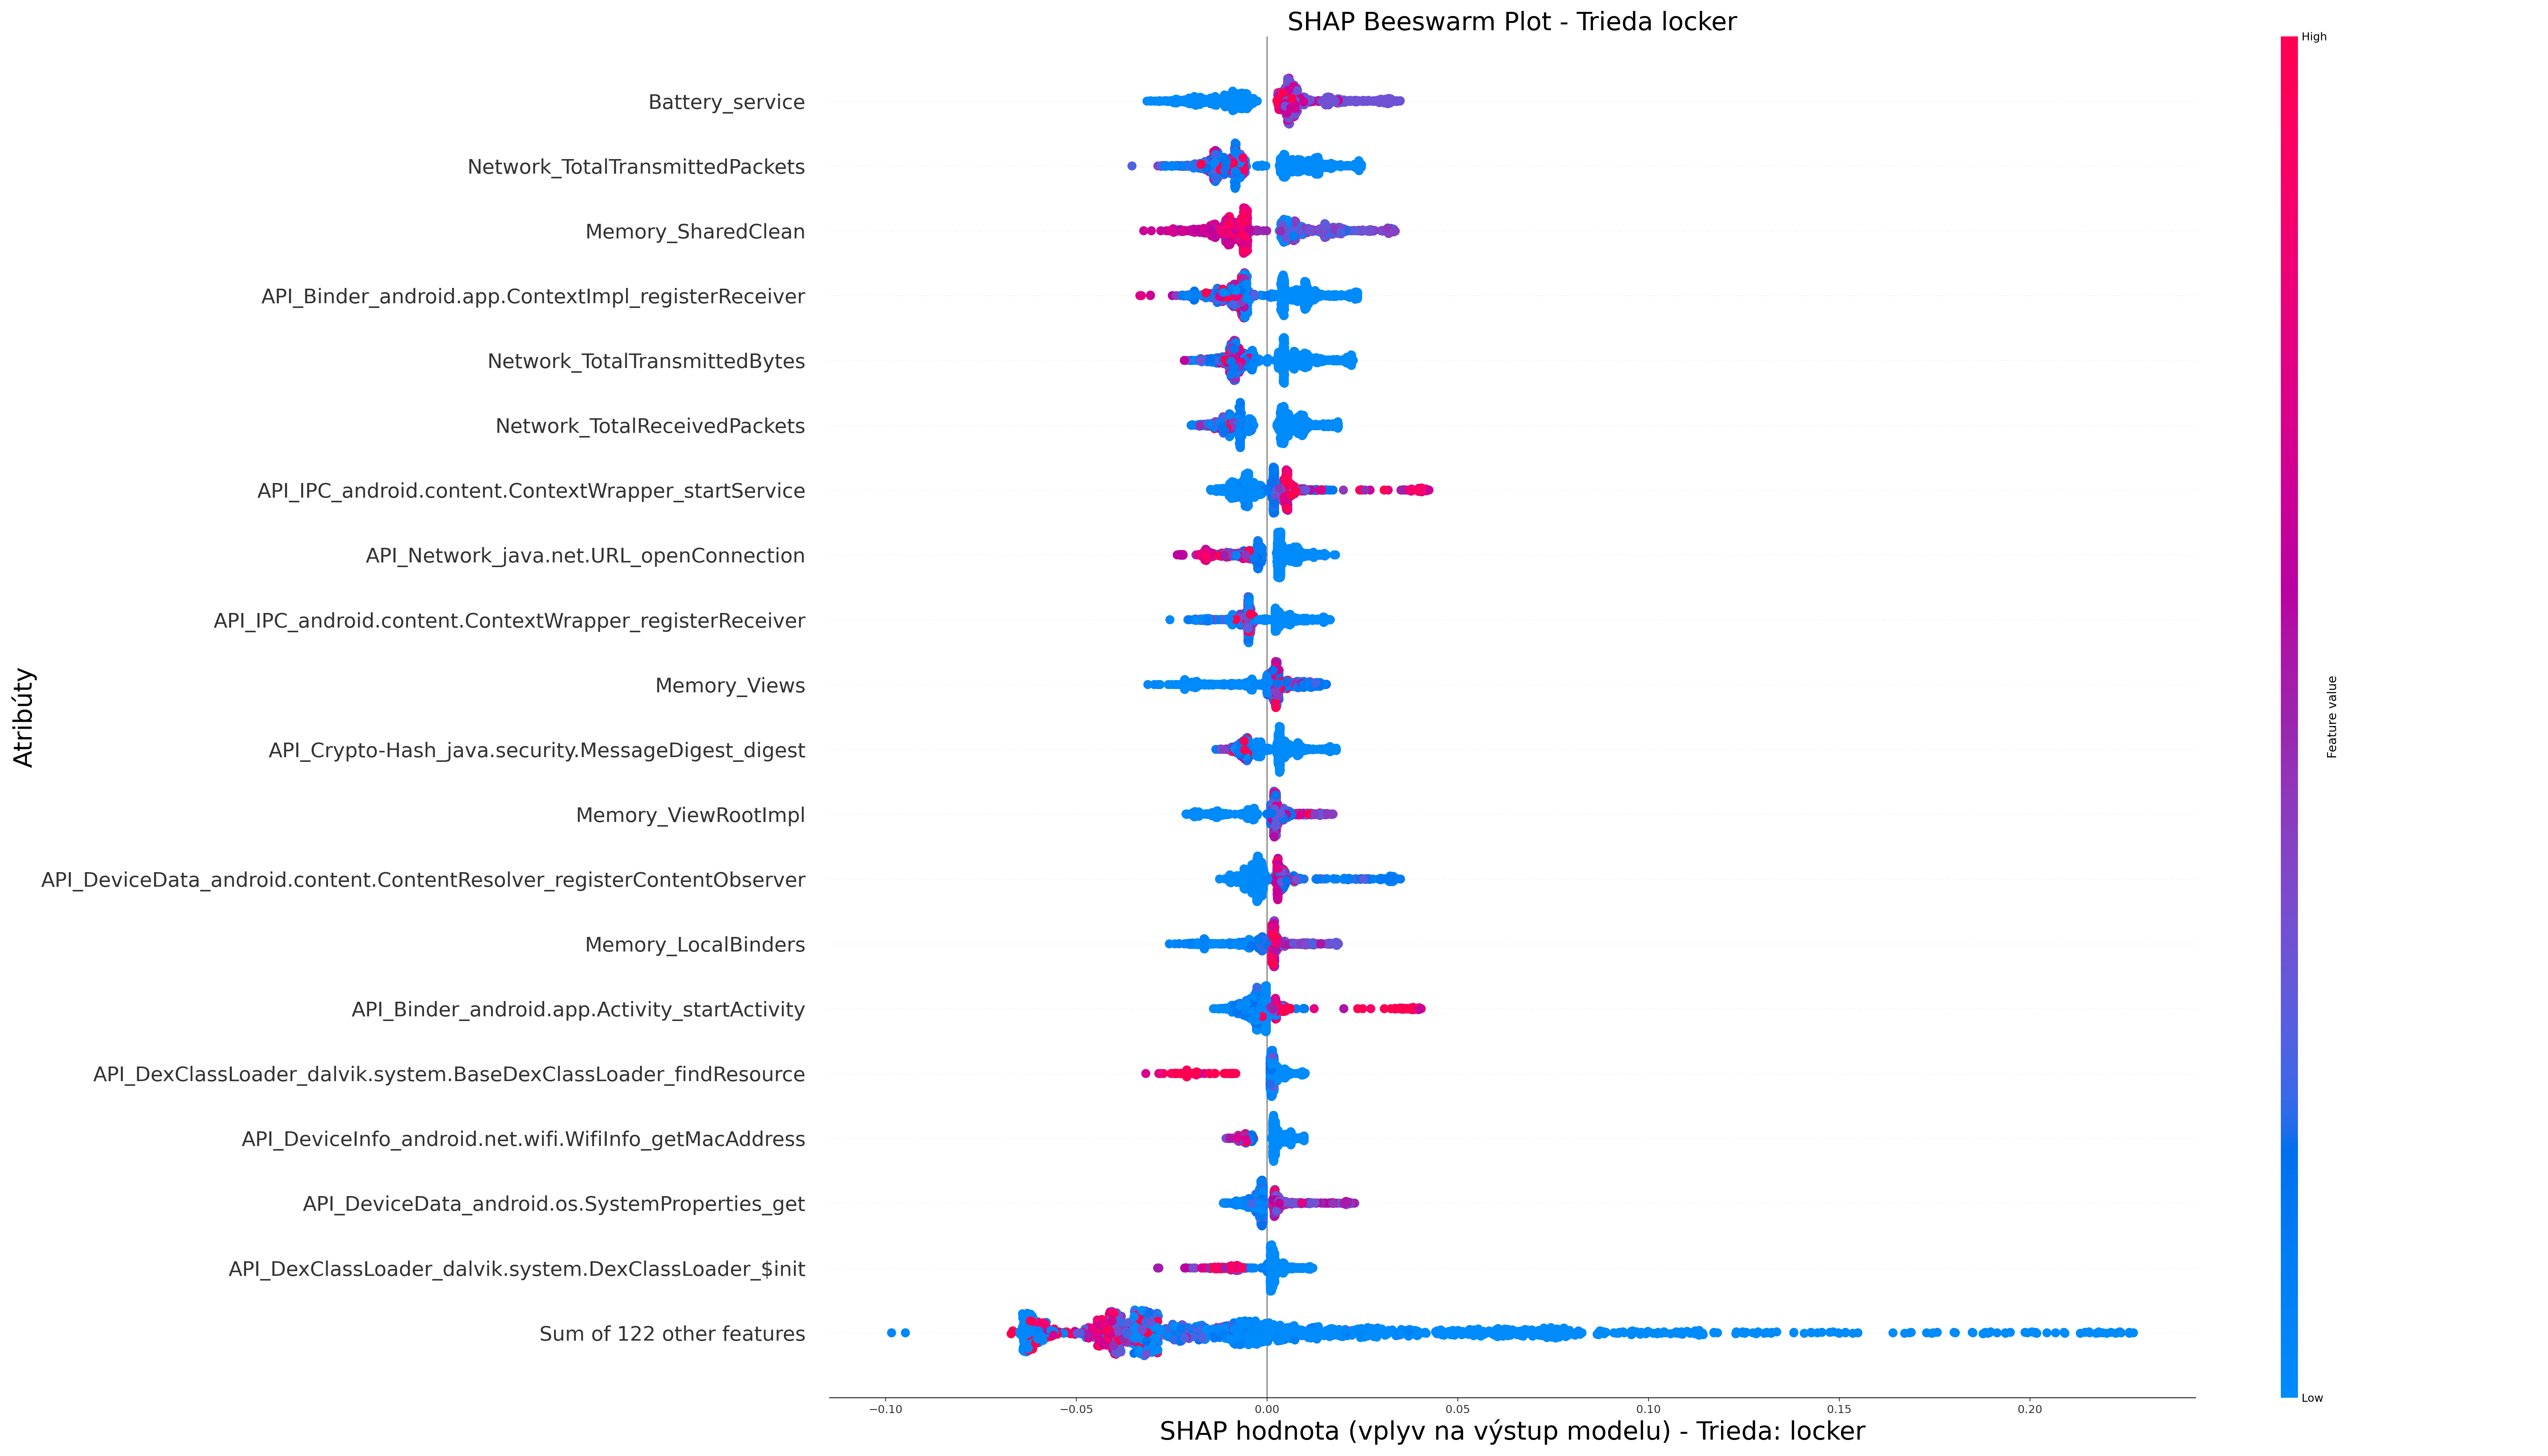 SHAP Beeswarm Plot - Trieda locker
High
Battery_service
Network_TotalTransmittedPackets
Memory_SharedClean
API_Binder_android.app.ContextImpl_registerReceiver
Network_TotalTransmittedBytes
Network_TotalReceivedPackets
API_IPC_android.content.ContextWrapper_startService
API_Network_java.net.URL_openConnection
API_IPC_android.content.ContextWrapper_registerReceiver
Memory_Views
API_Crypto-Hash_java.security.MessageDigest_digest
Memory_ViewRootImpl
API_DeviceData_android.content.ContentResolver_registerContentObserver
Memory_LocalBinders
API_Binder_android.app.Activity_startActivity
API_DexClassLoader_dalvik.system.BaseDexClassLoader_findResource
API_DeviceInfo_android.net.wifi.WifiInfo_getMacAddress
API_DeviceData_android.os.SystemProperties_get
API_DexClassLoader_dalvik.system.DexClassLoader_$init
Sum of 122 other features
Atribúty
Feature value
Low
−0.10 −0.05 0.00 0.05 0.10 0.15 0.20
SHAP hodnota (vplyv na výstup modelu) - Trieda: locker